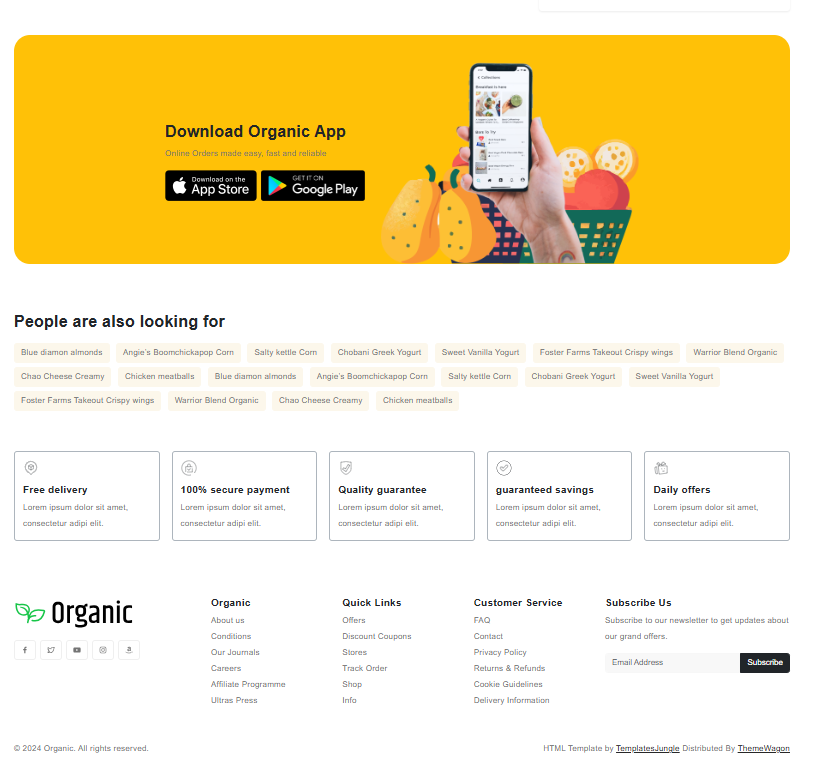 Download Organic App
Online Orders made easy, fast and reliable
Download on the
App Store
GET IT ON
Google Play
People are also looking for
Blue diamon almonds Angie's Boomchickapop Corn Salty kettle Corn Chobani Greek Yogurt Sweet Vanilla Yogurt Foster Farms Takeout Crispy wings Warrior Blend Organic
Chao Cheese Creamy Chicken meatballs Blue diamon almonds Angie's Boomchickapop Corn Salty kettle Corn Chobani Greek Yogurt Sweet Vanilla Yogurt
Foster Farms Takeout Crispy wings Warrior Blend Organic Chao Cheese Creamy Chicken meatballs
Free delivery
Lorem ipsum dolor sit amet,
consectetur adipi elit.
100% secure payment
Lorem ipsum dolor sit amet,
consectetur adipi elit.
Quality guarantee
Lorem ipsum dolor sit amet,
consectetur adipi elit.
guaranteed savings
Lorem ipsum dolor sit amet,
consectetur adipi elit.
Daily offers
Lorem ipsum dolor sit amet,
consectetur adipi elit.
Organic
Organic
About us
Conditions
Our Journals
Careers
Affiliate Programme
Ultras Press
Quick Links
Offers
Discount Coupons
Stores
Track Order
Shop
Info
Customer Service
FAQ
Contact
Privacy Policy
Returns & Refunds
Cookie Guidelines
Delivery Information
Subscribe Us
Subscribe to our newsletter to get updates about
our grand offers.
Email Address
Subscribe
© 2024 Organic. All rights reserved.
HTML Template by TemplatesJungle Distributed By ThemeWagon